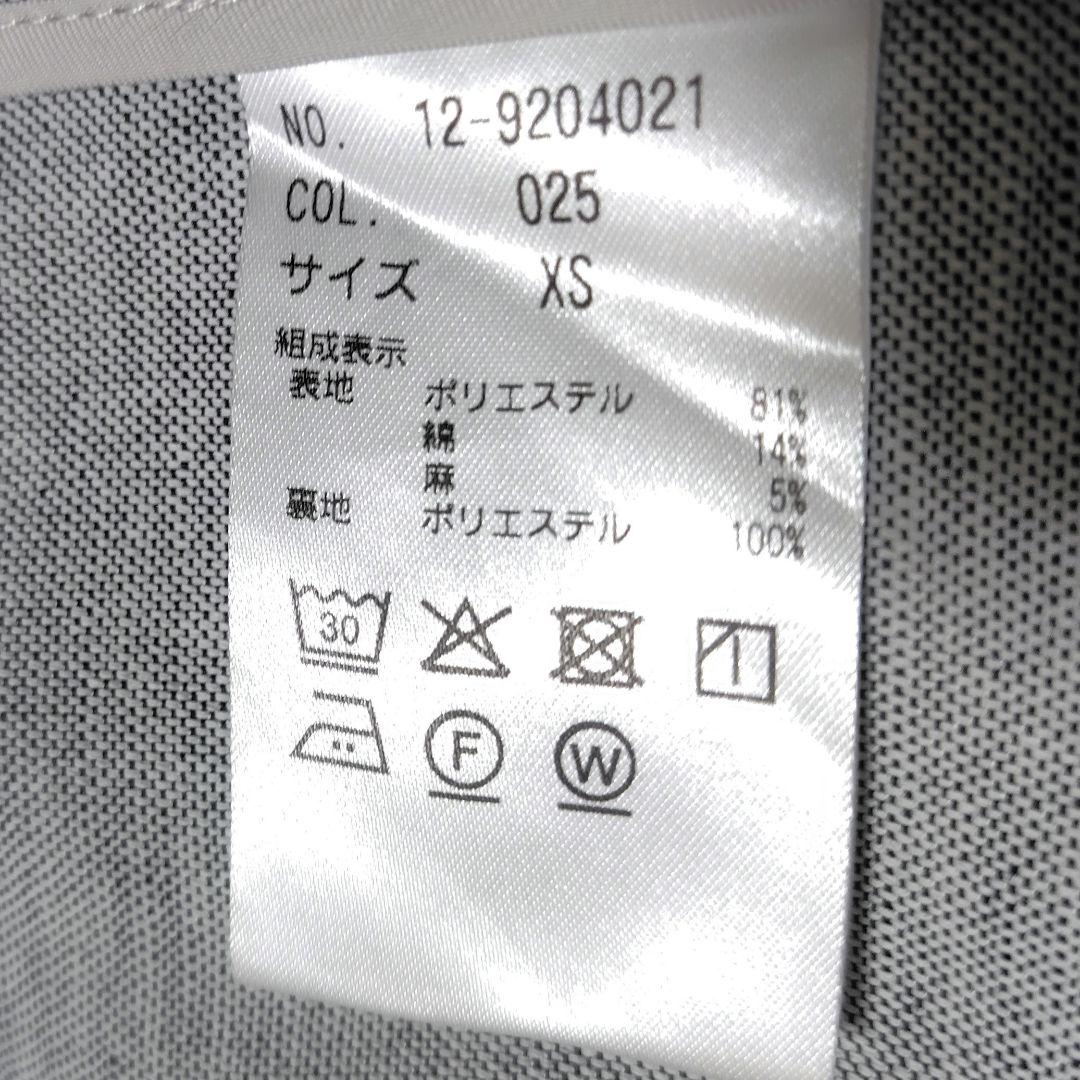 NO. 12-9204021
COL. 025
サイズ XS
組成表示
表地 ポリエステル 81%
綿 14%
麻 5%
裏地 ポリエステル 100%
30
F W